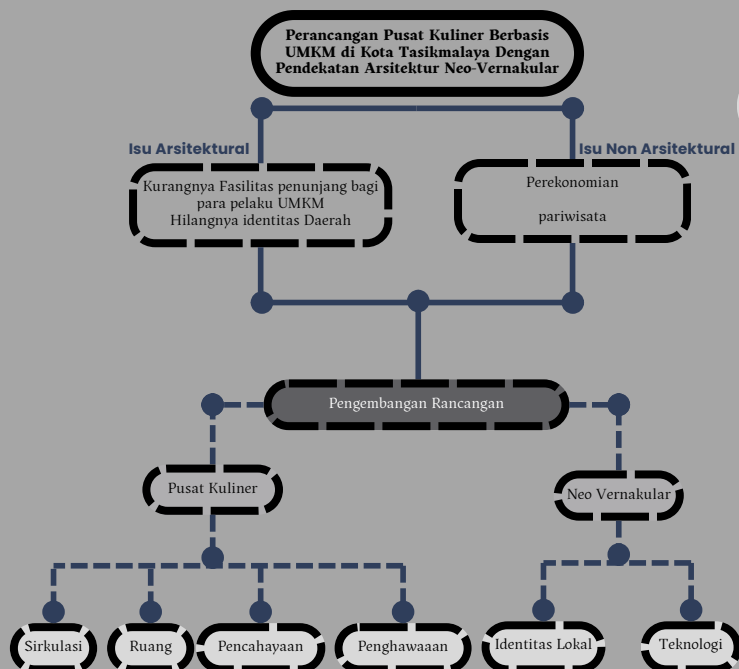 Perancangan Pusat Kuliner Berbasis
UMKM di Kota Tasikmalaya Dengan
Pendekatan Arsitektur Neo-Vernakular
Isu Arsitektural
Isu Non Arsitektural
Kurangnya Fasilitas penunjang bagi
para pelaku UMKM
Hilangnya identitas Daerah
Perekonomian
pariwisata
Pengembangan Rancangan
Pusat Kuliner
Neo Vernakular
Sirkulasi
Ruang
Pencahayaan
Penghawaaan
Identitas Lokal
Teknologi